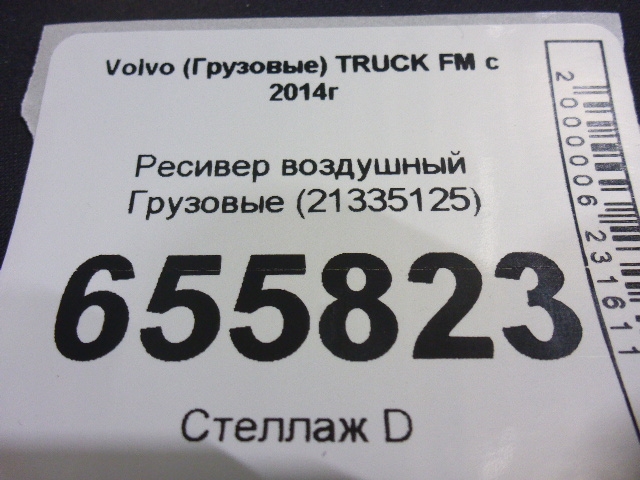 Volvo (Грузовые) TRUCK FM с
2014г
Ресивер воздушный
Грузовые (21335125)
655823
Стеллаж D
2000006231611